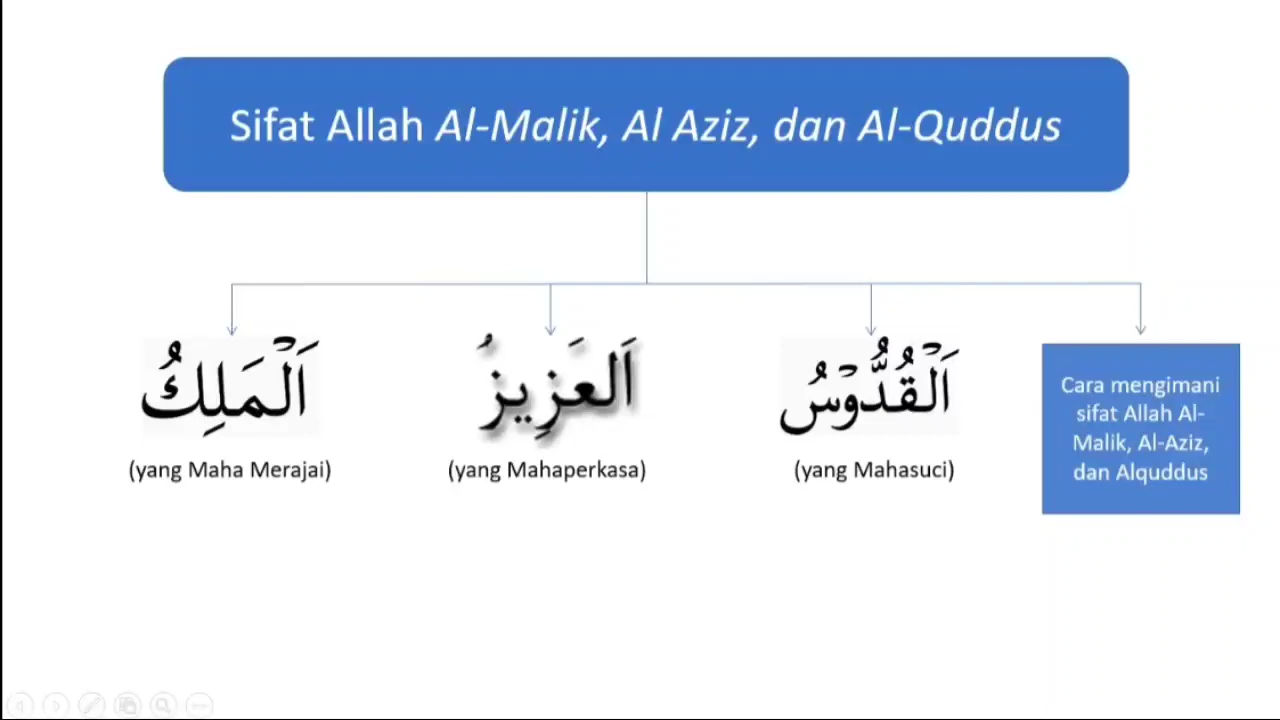 Sifat Allah Al-Malik, Al Aziz, dan Al-Quddus
اَلْمَلِكُ
اَلعَزِيزُ
اَلْقُدُّوْسُ
(yang Maha Merajai)
(yang Mahaperkasa)
(yang Mahasuci)
Cara mengimani
sifat Allah Al-
Malik, Al-Aziz,
dan Alquddus